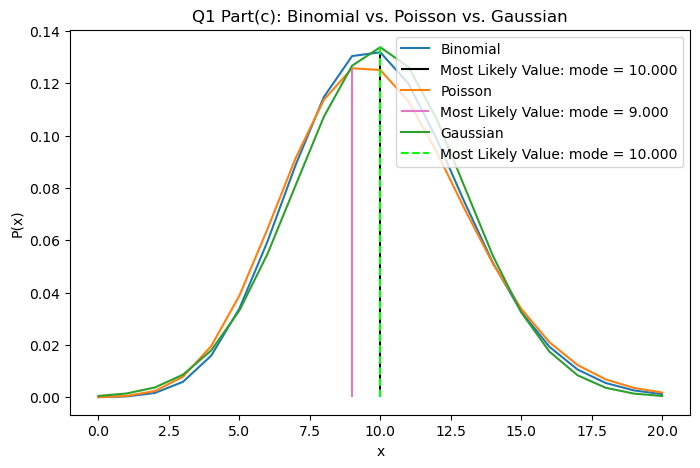 Q1 Part(c): Binomial vs. Poisson vs. Gaussian
0.14
0.12
0.10
0.08
0.06
0.04
0.02
0.00
P(x)
Binomial
Most Likely Value: mode = 10.000
Poisson
Most Likely Value: mode = 9.000
Gaussian
Most Likely Value: mode = 10.000
0.0 2.5 5.0 7.5 10.0 12.5 15.0 17.5 20.0
x